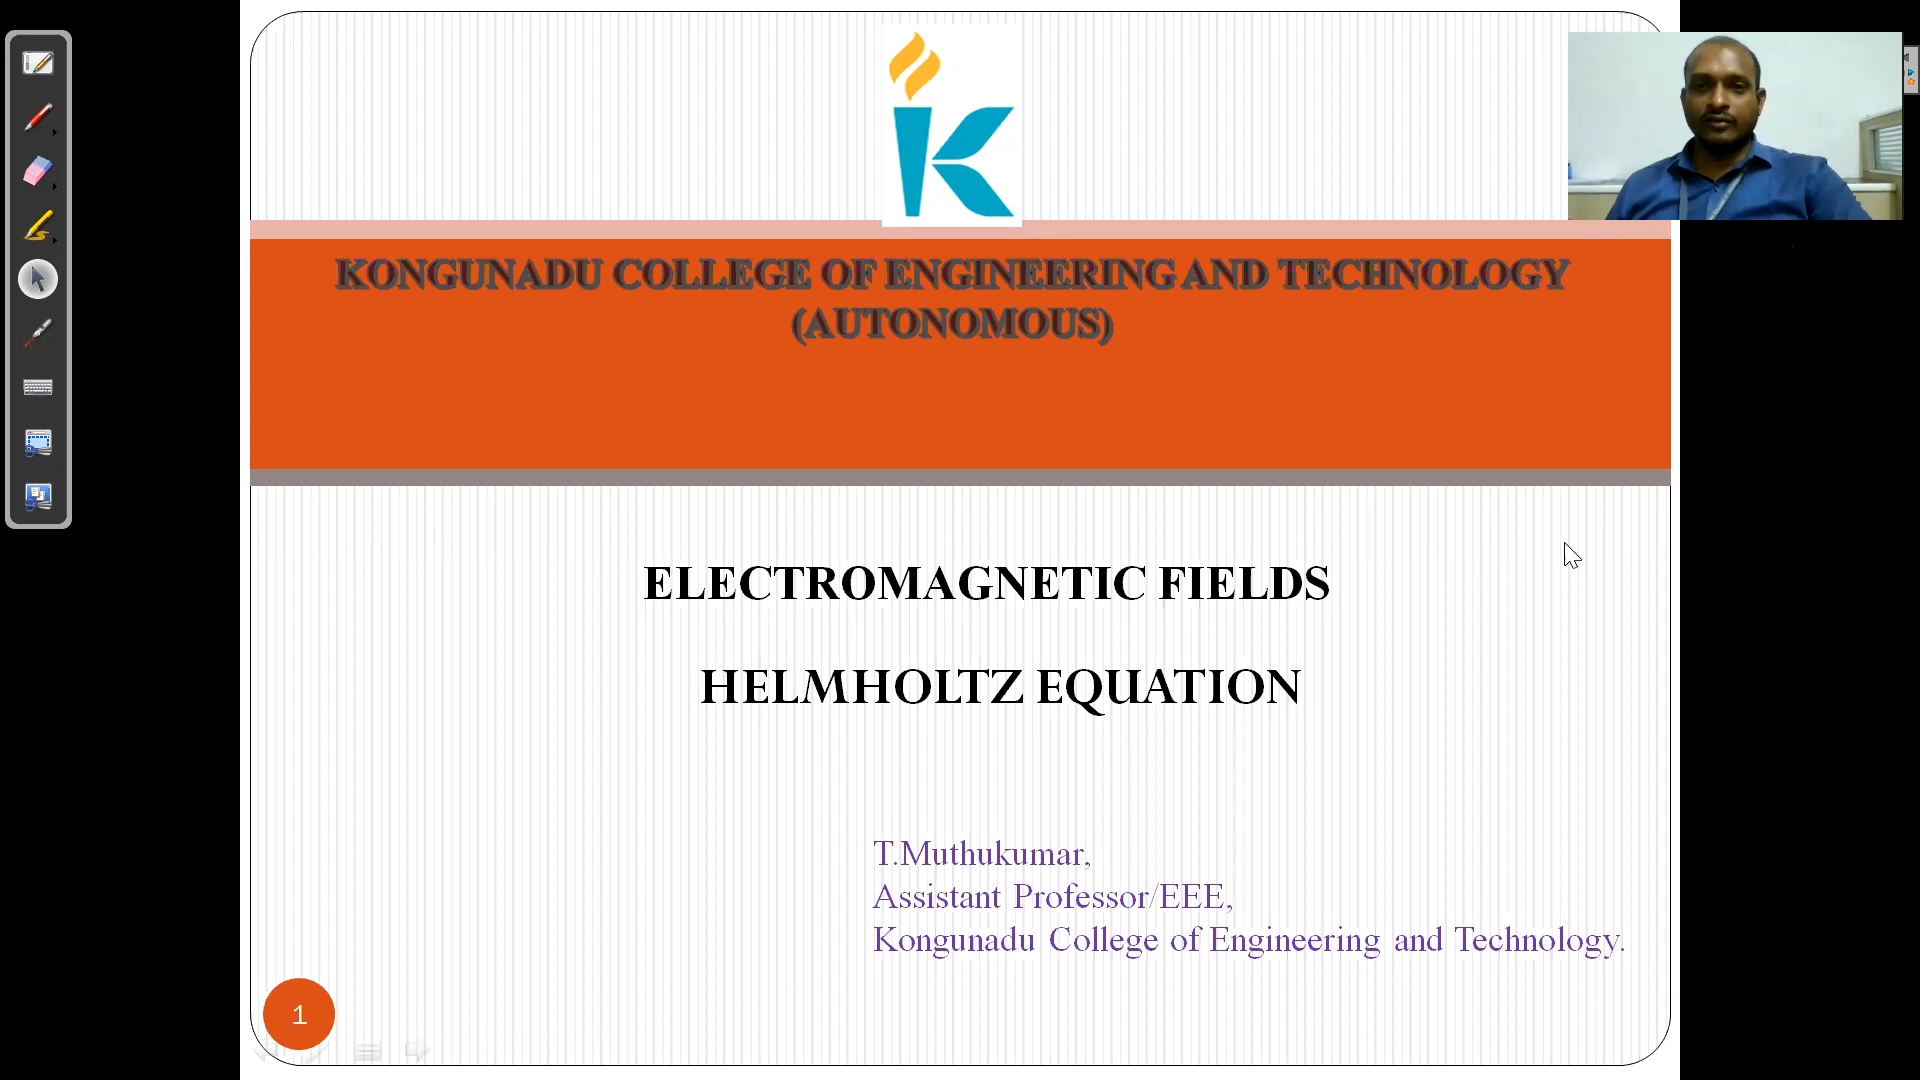 KONGUNADU COLLEGE OF ENGINEERING AND TECHNOLOGY
(AUTONOMOUS)
ELECTROMAGNETIC FIELDS
HELMHOLTZ EQUATION
T.Muthukumar,
Assistant Professor/EEE,
Kongunadu College of Engineering and Technology.
1